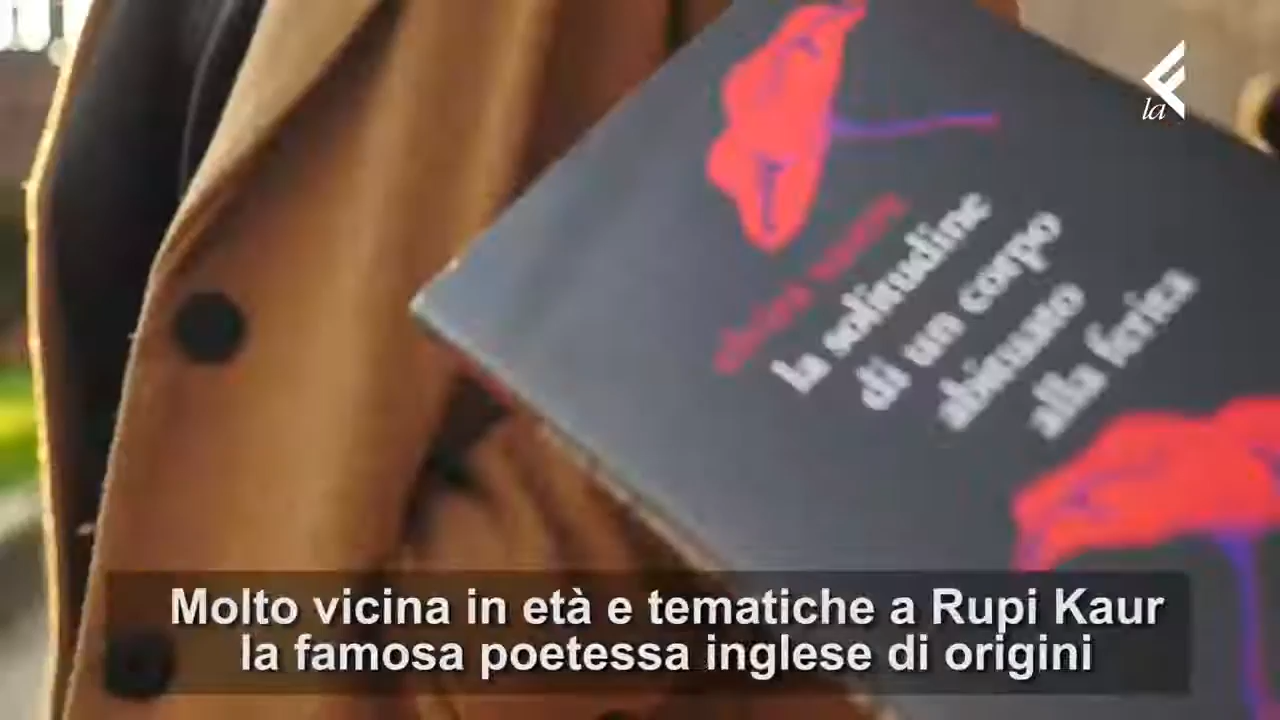 la
la solitudine
di un corpo
abituato
alla ferita
Molto vicina in età e tematiche a Rupi Kaur
la famosa poetessa inglese di origini